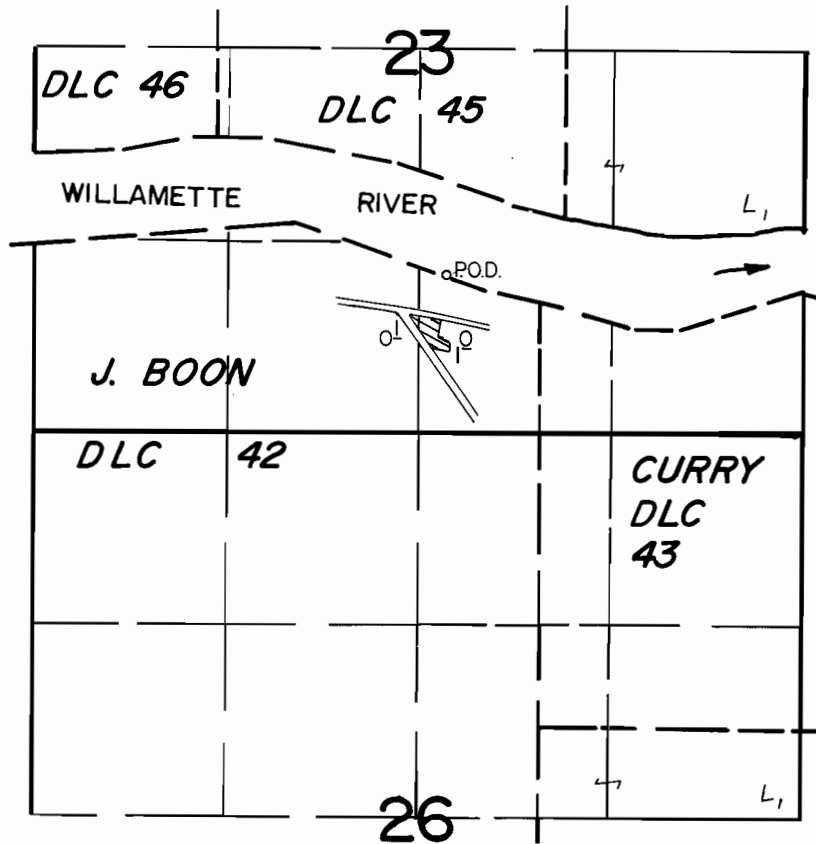 23
DLC 46
DLC 45
WILLAMETTE RIVER
L1
P.O.D.
J. BOON
DLC 42
CURRY
DLC
43
L1
26